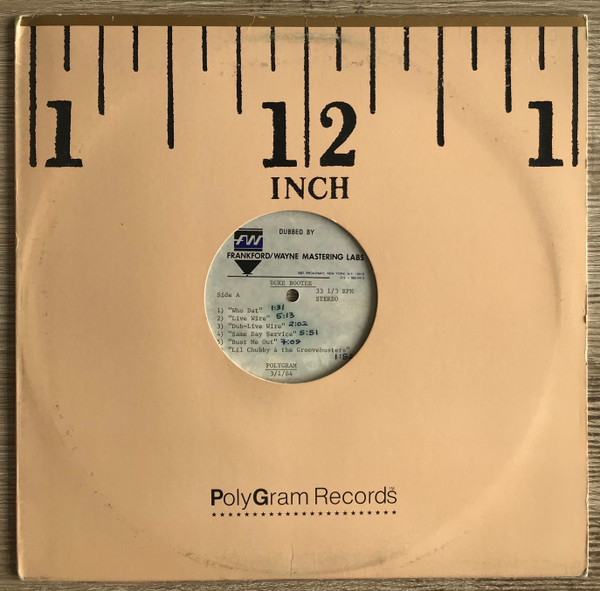 1 12 1
INCH
FW
DUBBED BY
FRANKFORD/WAYNE MASTERING LABS
DUKE BOOTEE
Side A
33 1/3 RPM
STEREO
1) "Who Dat" 1:31
2) "Live Wire" 5:13
3) "Dub-Live Wire" 2:02
4) "Same Day Service" 5:51
5) "Bust Me Out" 7:09
"Lil Chubby & the Groovebusters"
POLYGRAM
3/1/84
PolyGram Records